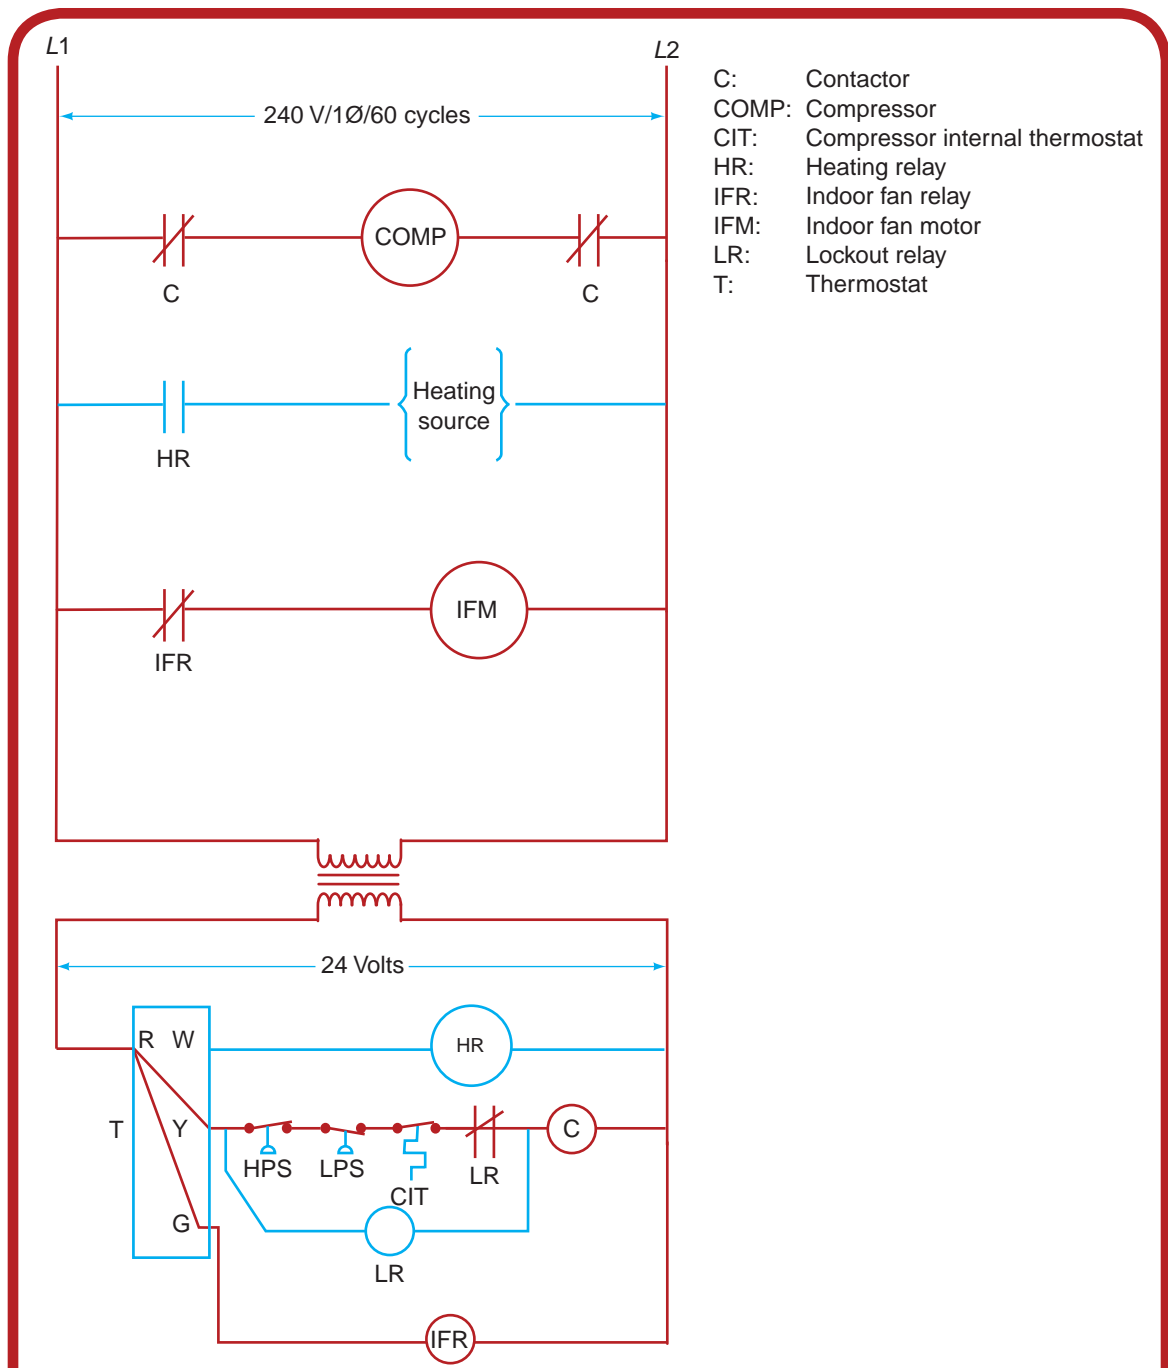 L1
L2
240 V/1Ø/60 cycles
C: Contactor
COMP: Compressor
CIT: Compressor internal thermostat
HR: Heating relay
IFR: Indoor fan relay
IFM: Indoor fan motor
LR: Lockout relay
T: Thermostat
COMP
C
C
Heating
source
HR
IFM
IFR
24 Volts
R W
HR
T
Y
C
HPS
LPS
LR
CIT
G
LR
IFR